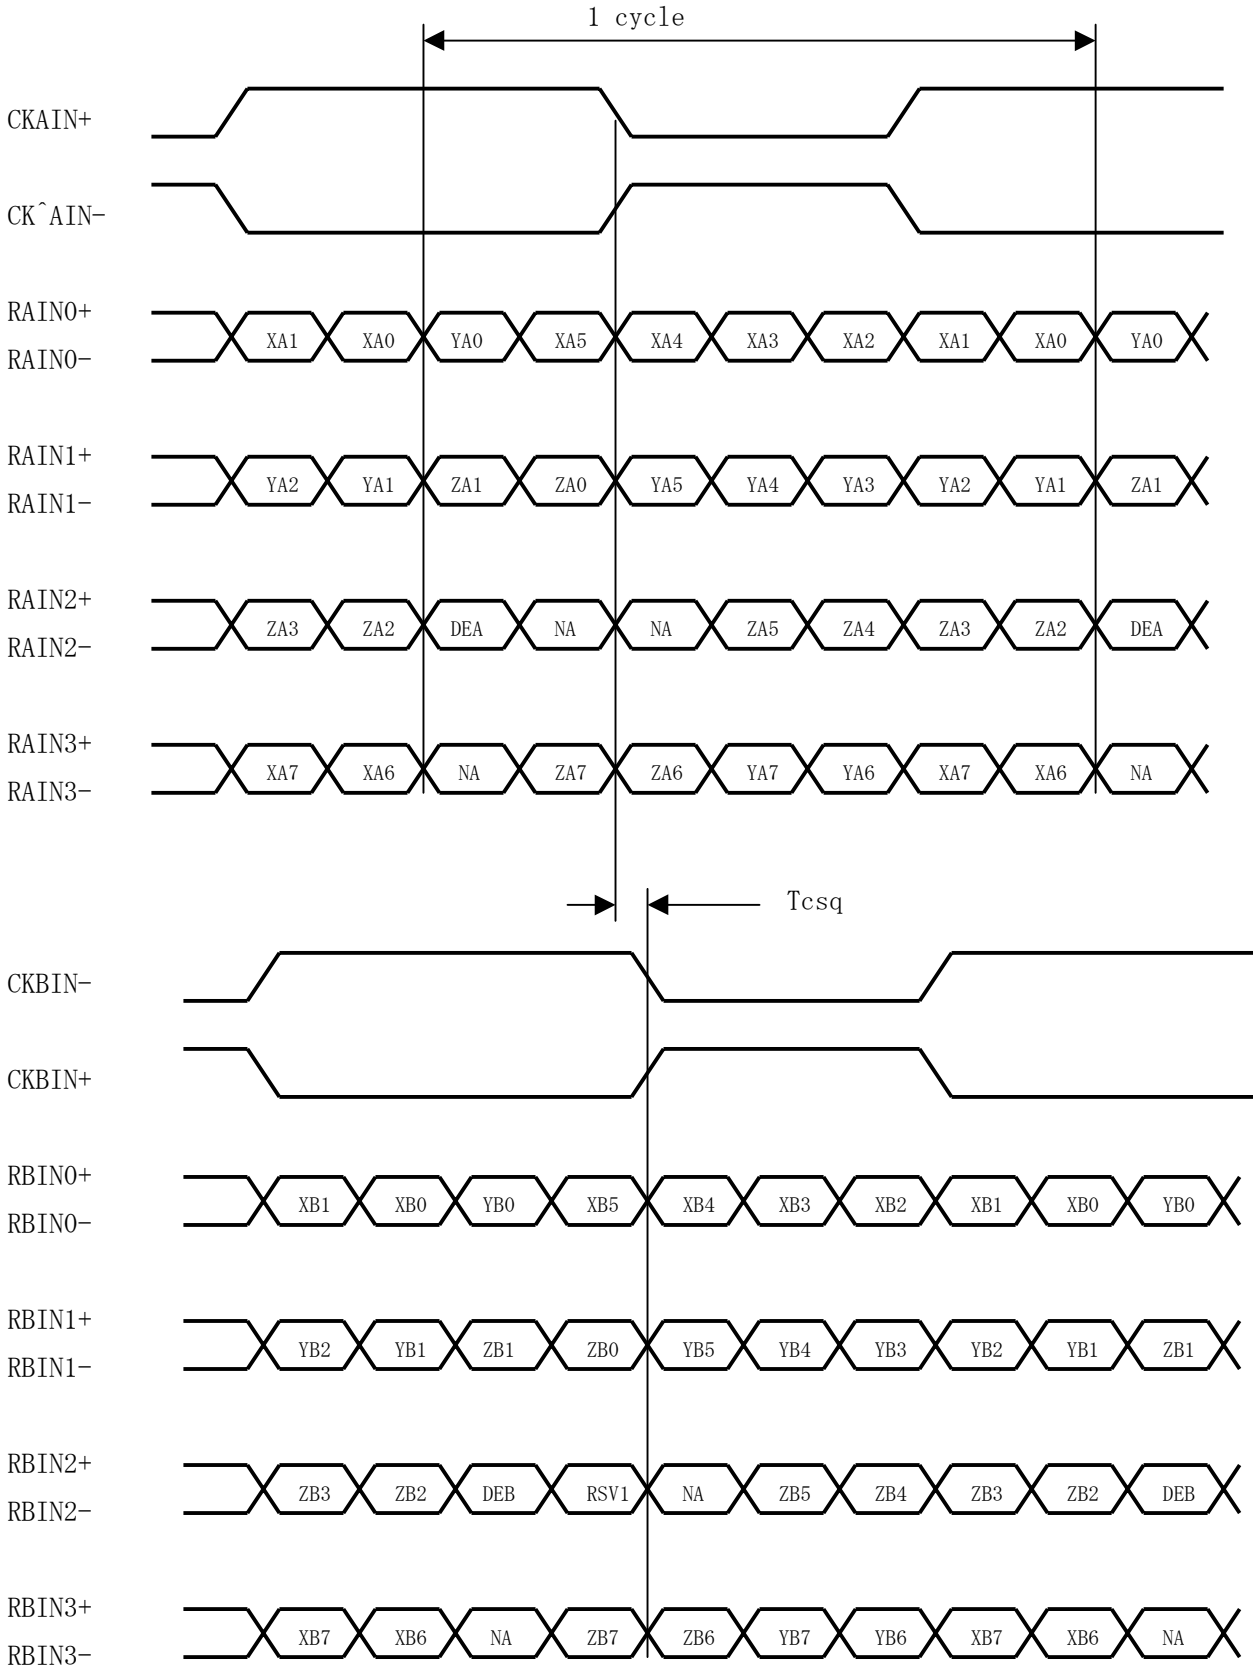 1 cycle
CKAIN+
CK^AIN-
RAIN0+
XA1 XA0 YA0 XA5 XA4 XA3 XA2 XA1 XA0 YA0
RAIN0-
RAIN1+
YA2 YA1 ZA1 ZA0 YA5 YA4 YA3 YA2 YA1 ZA1
RAIN1-
RAIN2+
ZA3 ZA2 DEA NA NA ZA5 ZA4 ZA3 ZA2 DEA
RAIN2-
RAIN3+
XA7 XA6 NA ZA7 ZA6 YA7 YA6 XA7 XA6 NA
RAIN3-
Tcsq
CKBIN-
CKBIN+
RBIN0+
XB1 XB0 YB0 XB5 XB4 XB3 XB2 XB1 XB0 YB0
RBIN0-
RBIN1+
YB2 YB1 ZB1 ZB0 YB5 YB4 YB3 YB2 YB1 ZB1
RBIN1-
RBIN2+
ZB3 ZB2 DEB RSV1 NA ZB5 ZB4 ZB3 ZB2 DEB
RBIN2-
RBIN3+
XB7 XB6 NA ZB7 ZB6 YB7 YB6 XB7 XB6 NA
RBIN3-